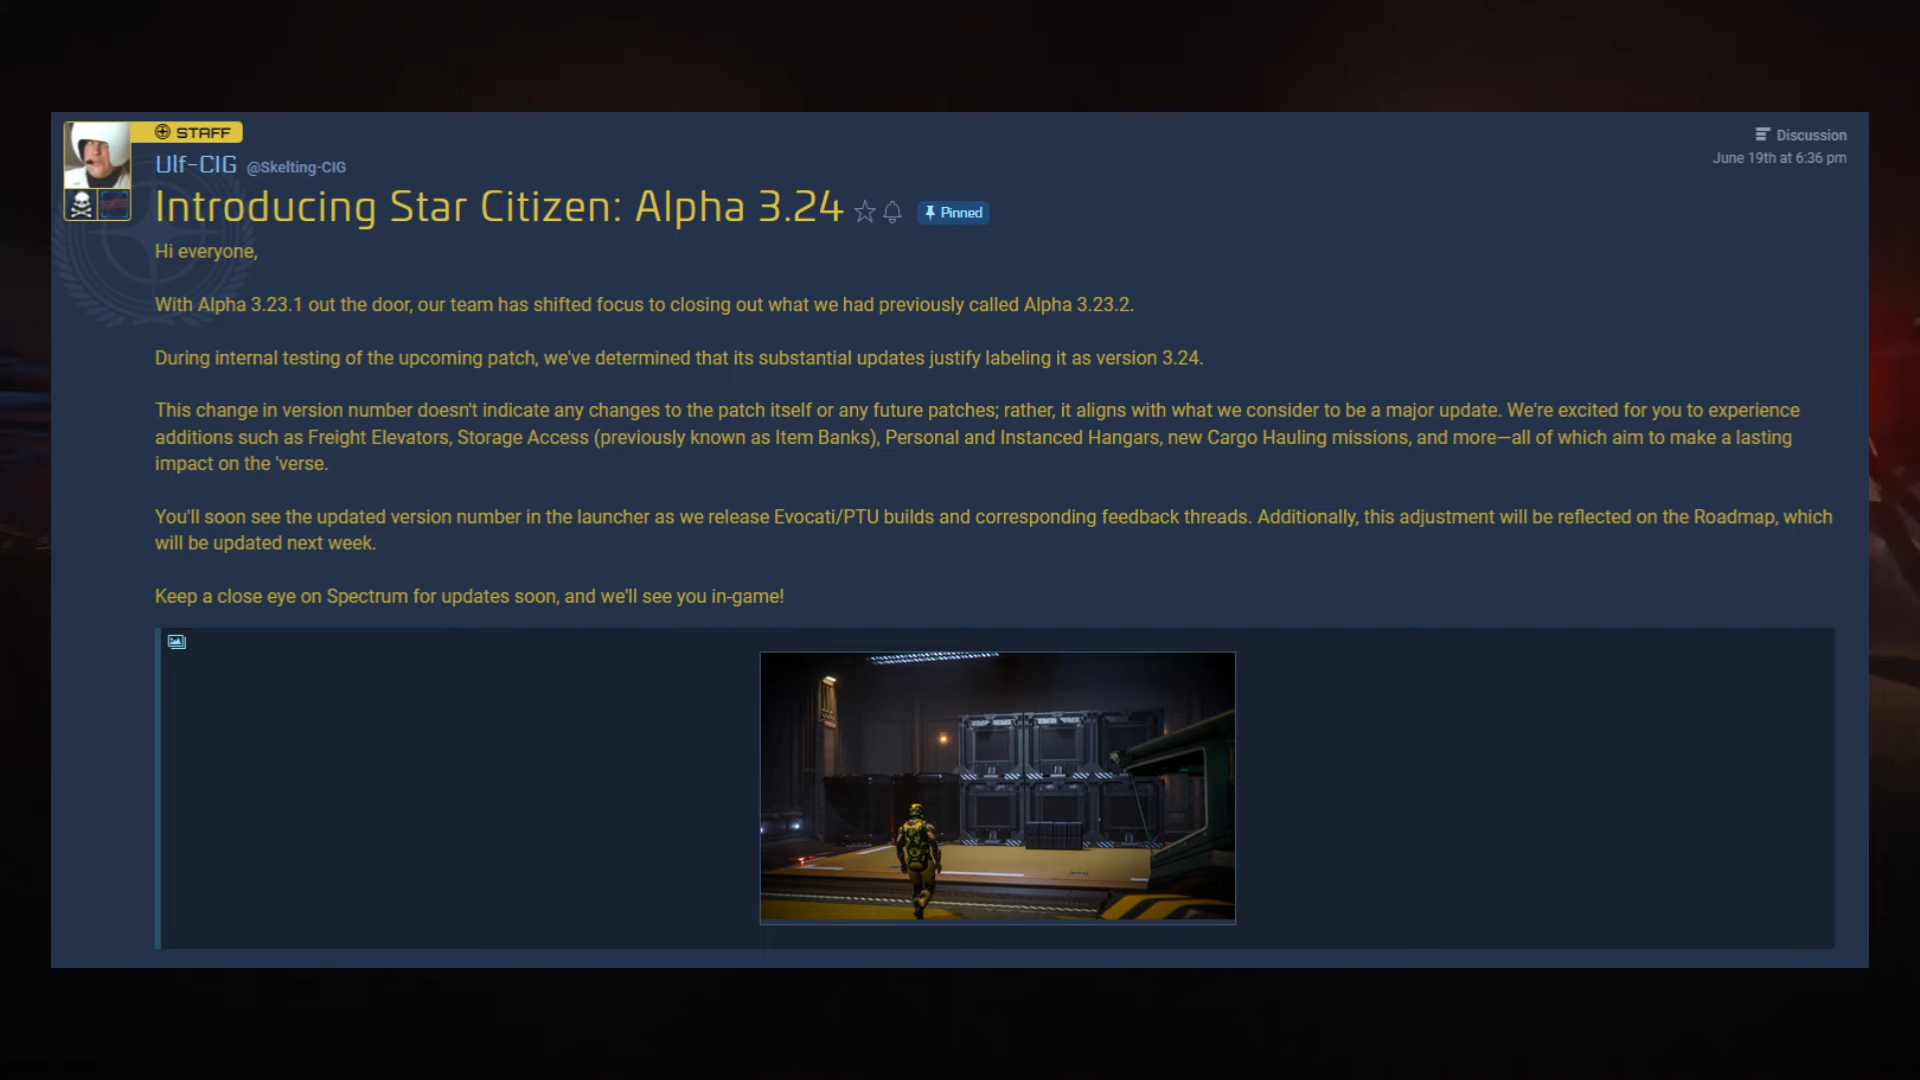 STAFF
Discussion
Ulf-CIG @Skelting-CIG
June 19th at 6:36 pm
Introducing Star Citizen: Alpha 3.24 Pinned
Hi everyone,
With Alpha 3.23.1 out the door, our team has shifted focus to closing out what we had previously called Alpha 3.23.2.
During internal testing of the upcoming patch, we've determined that its substantial updates justify labeling it as version 3.24.
This change in version number doesn't indicate any changes to the patch itself or any future patches; rather, it aligns with what we consider to be a major update. We're excited for you to experience
additions such as Freight Elevators, Storage Access (previously known as Item Banks), Personal and Instanced Hangars, new Cargo Hauling missions, and more—all of which aim to make a lasting
impact on the 'verse.
You'll soon see the updated version number in the launcher as we release Evocati/PTU builds and corresponding feedback threads. Additionally, this adjustment will be reflected on the Roadmap, which
will be updated next week.
Keep a close eye on Spectrum for updates soon, and we'll see you in-game!